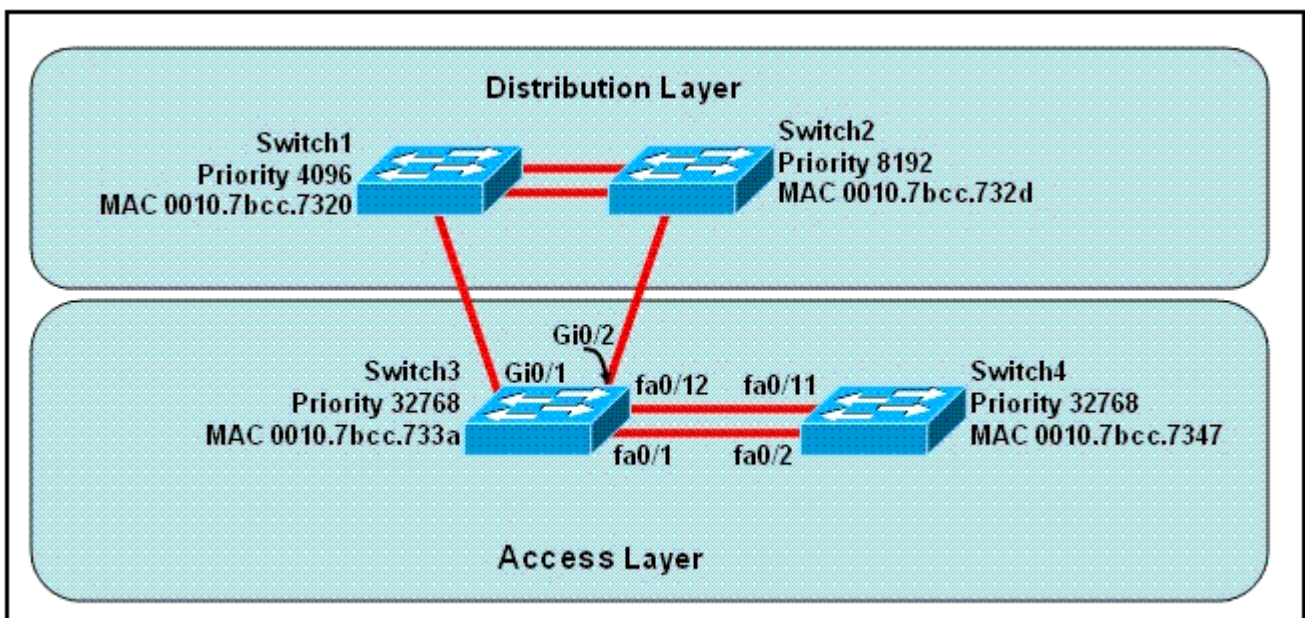 Distribution Layer
Switch1
Priority 4096
MAC 0010.7bcc.7320
Switch2
Priority 8192
MAC 0010.7bcc.732d
Gi0/2
Switch3
Priority 32768
MAC 0010.7bcc.733a
Gi0/1
fa0/12
fa0/11
fa0/1
fa0/2
Switch4
Priority 32768
MAC 0010.7bcc.7347
Access Layer